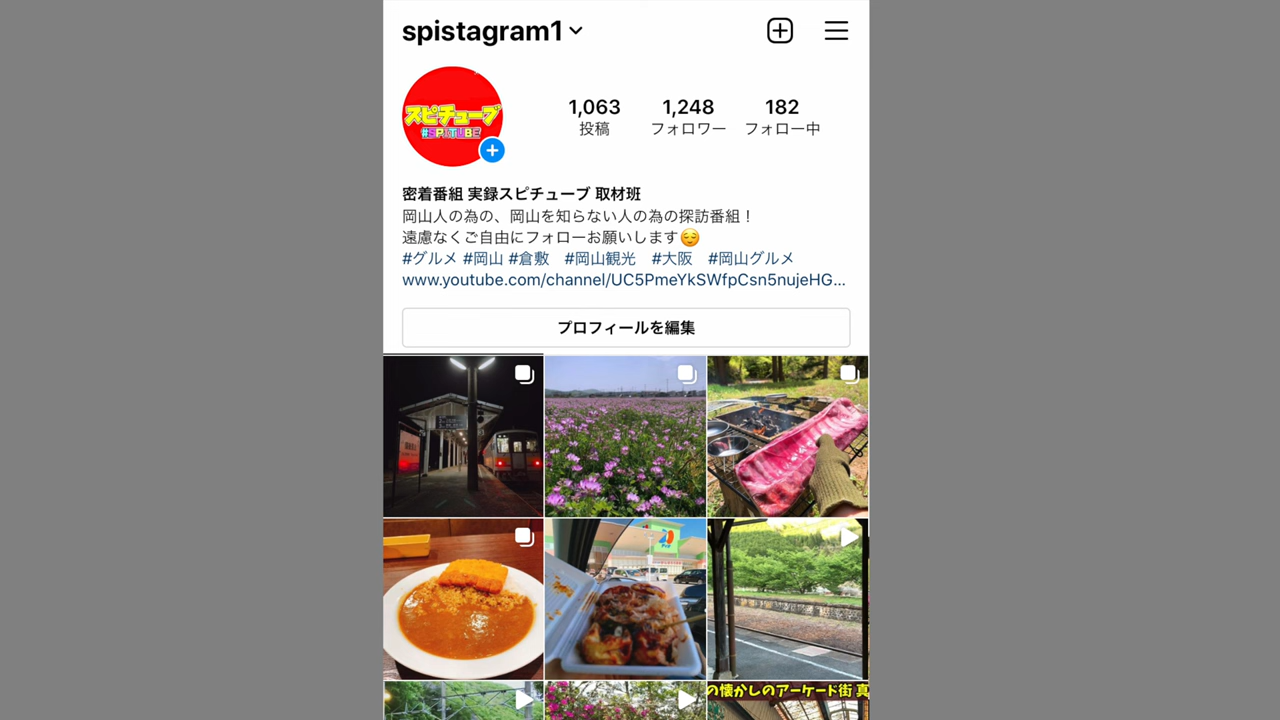 spistagram1
スピチューブ
#SPITUBE
1,063 1,248 182
投稿 フォロワー フォロー中
密着番組 実録スピチューブ 取材班
岡山人の為の、岡山を知らない人の為の探訪番組！
遠慮なくご自由にフォローお願いします😌
#グルメ #岡山 #倉敷 #岡山観光 #大阪 #岡山グルメ
www.youtube.com/channel/UC5PmeYkSWfpCsn5nujeHG...
プロフィールを編集
の懐かしのアーケード街 真